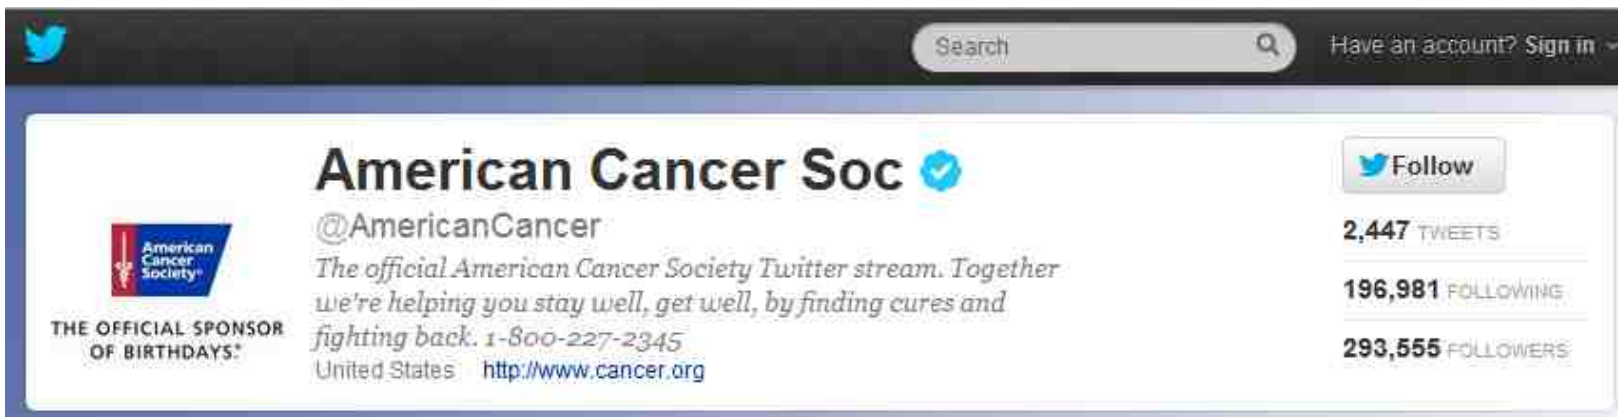 Search
Have an account? Sign in
American Cancer Soc
@AmericanCancer
The official American Cancer Society Twitter stream. Together
we're helping you stay well, get well, by finding cures and
fighting back. 1-800-227-2345
United States http://www.cancer.org
American
Cancer
Society®
THE OFFICIAL SPONSOR
OF BIRTHDAYS.®
Follow
2,447 TWEETS
196,981 FOLLOWING
293,555 FOLLOWERS